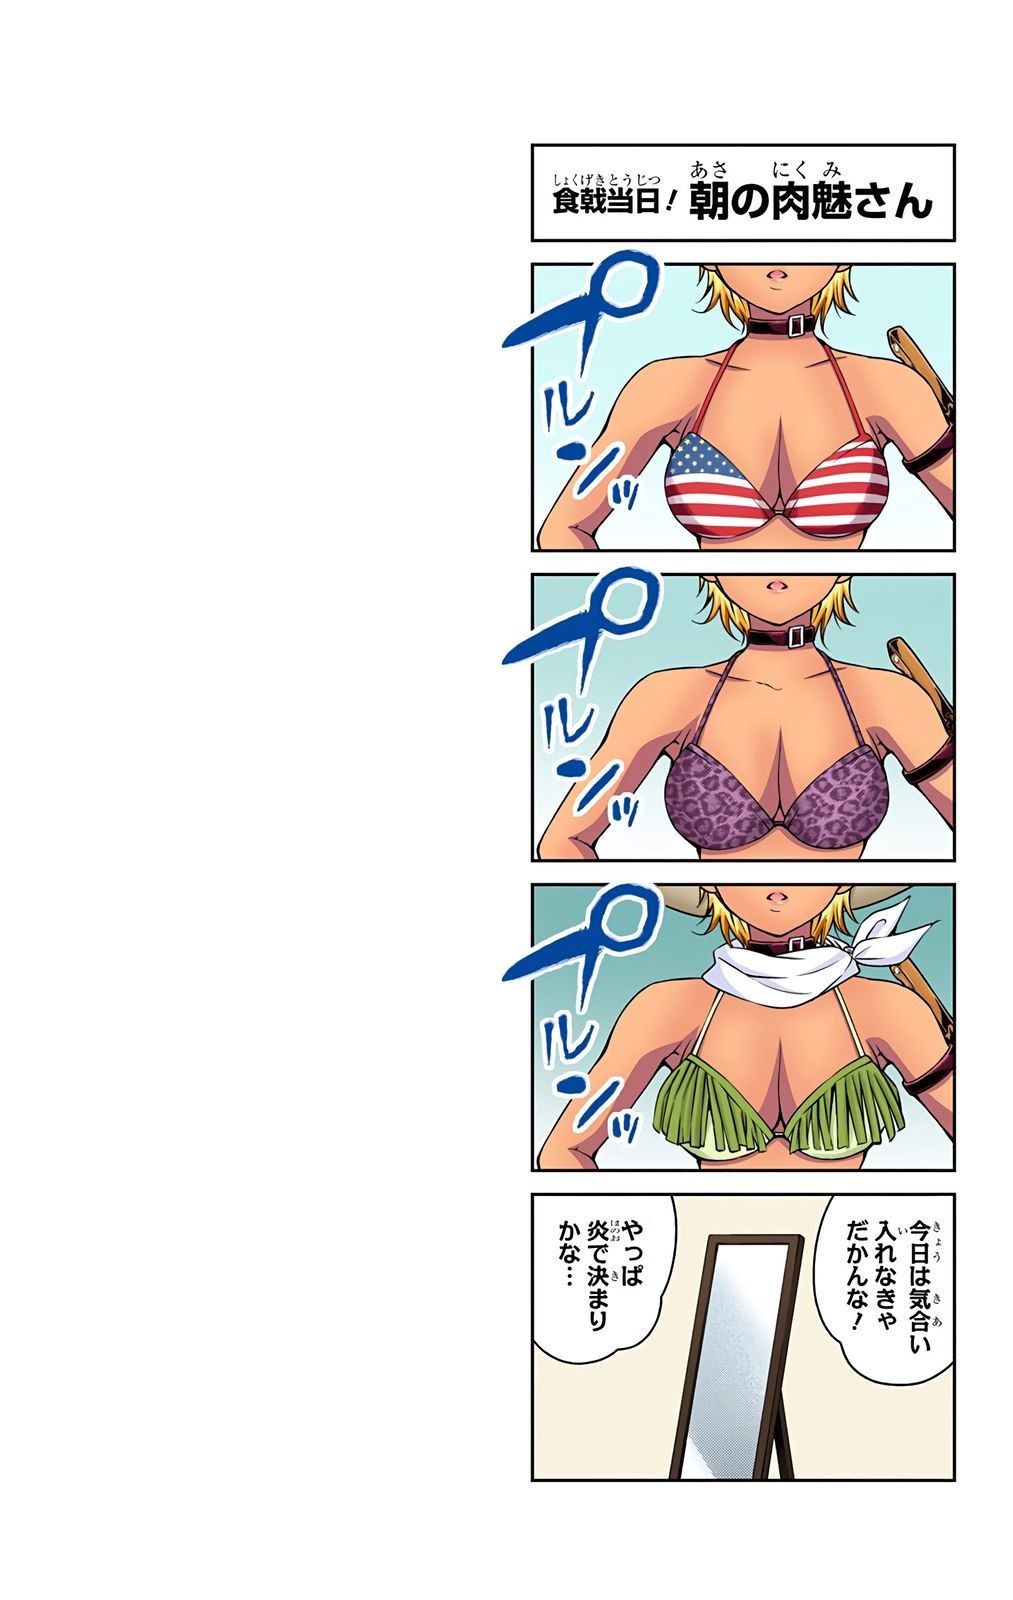 食戟当日！朝の肉魅さん
しょくげきとうじつ
あさ
にくみ
プルンッ
プルンッ
プルンッ
今日は気合い
入れなきゃ
だかんな！
きょう
きあ
い
やっぱ
炎で決まり
かな…
ほのお
き